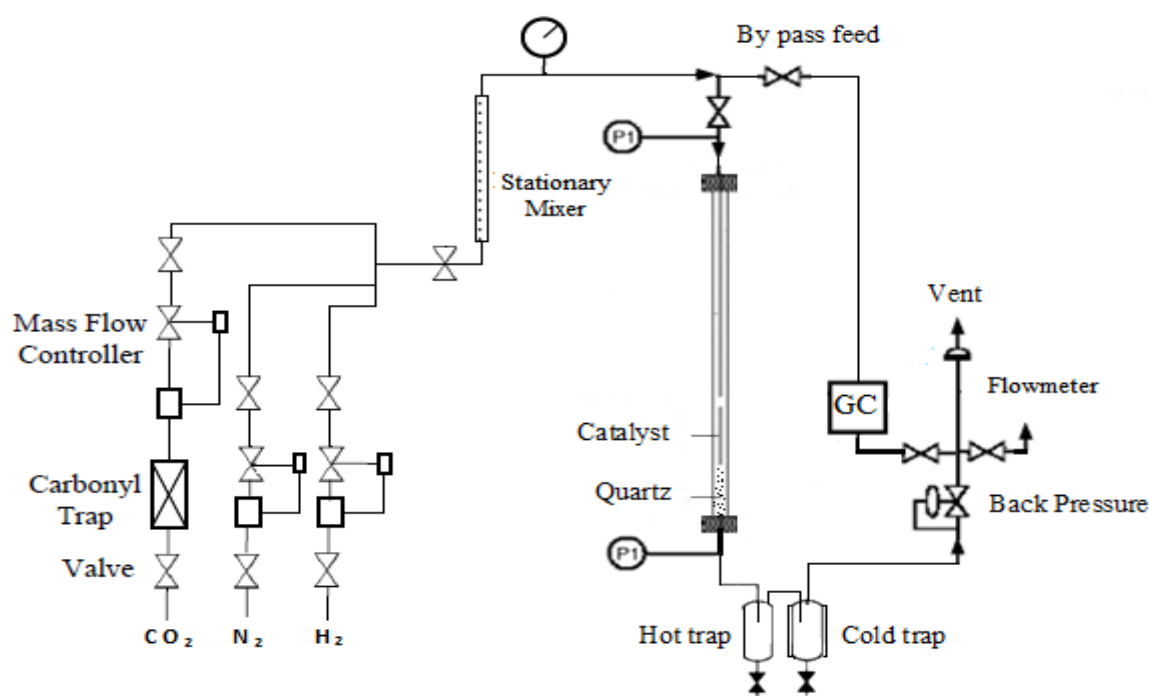 By pass feed
P1
Stationary
Mixer
Vent
Mass Flow
Controller
Flowmeter
GC
Catalyst
Carbonyl
Trap
Quartz
Back Pressure
P1
Valve
CO₂ N₂ H₂
Hot trap Cold trap